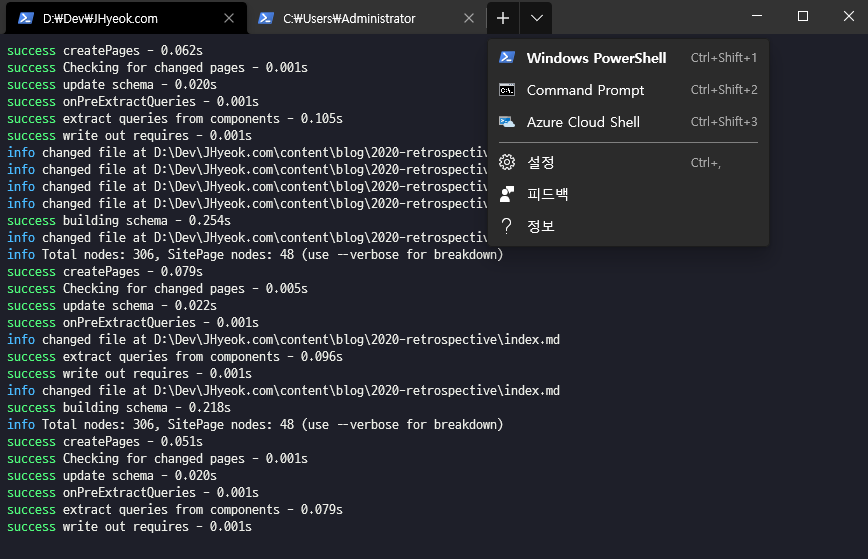 D:₩Dev₩JHyeok.com
C:₩Users₩Administrator
success createPages - 0.062s
success Checking for changed pages - 0.001s
success update schema - 0.020s
success onPreExtractQueries - 0.001s
success extract queries from components - 0.105s
success write out requires - 0.001s
info changed file at D:\Dev\JHyeok.com\content\blog\2020-retrospective
info changed file at D:\Dev\JHyeok.com\content\blog\2020-retrospective
info changed file at D:\Dev\JHyeok.com\content\blog\2020-retrospective
info changed file at D:\Dev\JHyeok.com\content\blog\2020-retrospective
success building schema - 0.254s
info changed file at D:\Dev\JHyeok.com\content\blog\2020-retrospective
info Total nodes: 306, SitePage nodes: 48 (use --verbose for breakdown)
success createPages - 0.079s
success Checking for changed pages - 0.005s
success update schema - 0.022s
success onPreExtractQueries - 0.001s
info changed file at D:\Dev\JHyeok.com\content\blog\2020-retrospective\index.md
success extract queries from components - 0.096s
success write out requires - 0.001s
info changed file at D:\Dev\JHyeok.com\content\blog\2020-retrospective\index.md
success building schema - 0.218s
info Total nodes: 306, SitePage nodes: 48 (use --verbose for breakdown)
success createPages - 0.051s
success Checking for changed pages - 0.001s
success update schema - 0.020s
success onPreExtractQueries - 0.001s
success extract queries from components - 0.079s
success write out requires - 0.001s
Windows PowerShell Ctrl+Shift+1
Command Prompt Ctrl+Shift+2
Azure Cloud Shell Ctrl+Shift+3
설정 Ctrl+,
피드백
정보